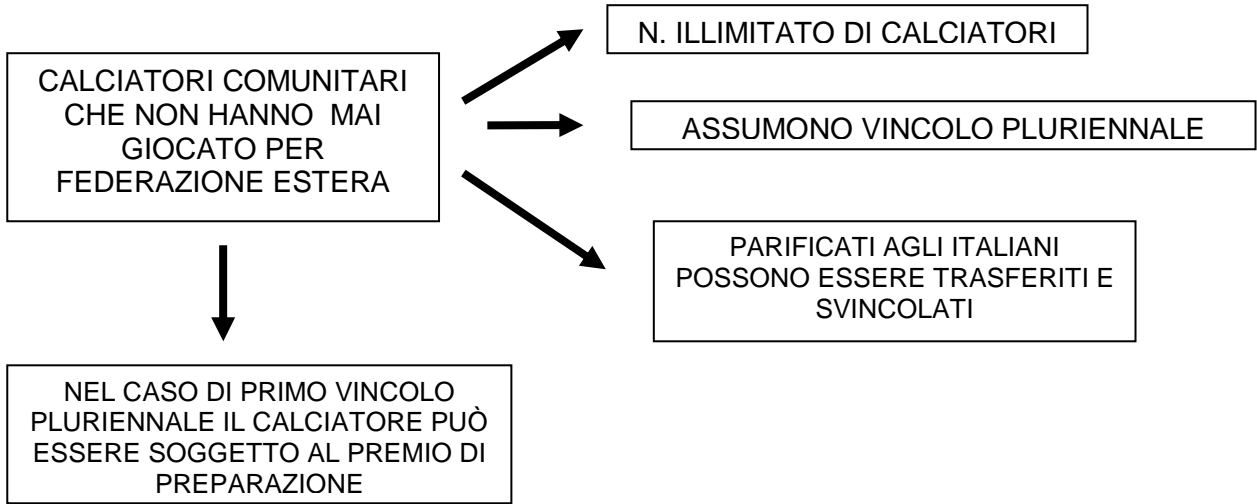 N. ILLIMITATO DI CALCIATORI
CALCIATORI COMUNITARI
CHE NON HANNO MAI
GIOCATO PER
FEDERAZIONE ESTERA
ASSUMONO VINCOLO PLURIENNALE
PARIFICATI AGLI ITALIANI
POSSONO ESSERE TRASFERITI E
SVINCOLATI
NEL CASO DI PRIMO VINCOLO
PLURIENNALE IL CALCIATORE PUÒ
ESSERE SOGGETTO AL PREMIO DI
PREPARAZIONE